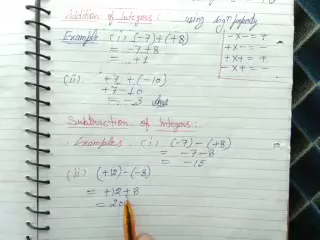 Addition of Integers:
using sign property
- x - = +
+ x - = -
+ x + = +
- x + = -
Example (i) (-7)+(+8)
= -7+8
= +1
(ii) +7 + (-10)
+7-10
= -3 Ans
Subtraction of Integers:
Examples. (i) (-7) - (+8)
= -7-8
= -15
(ii) (+12) - (-8)
= +12+8
= 20